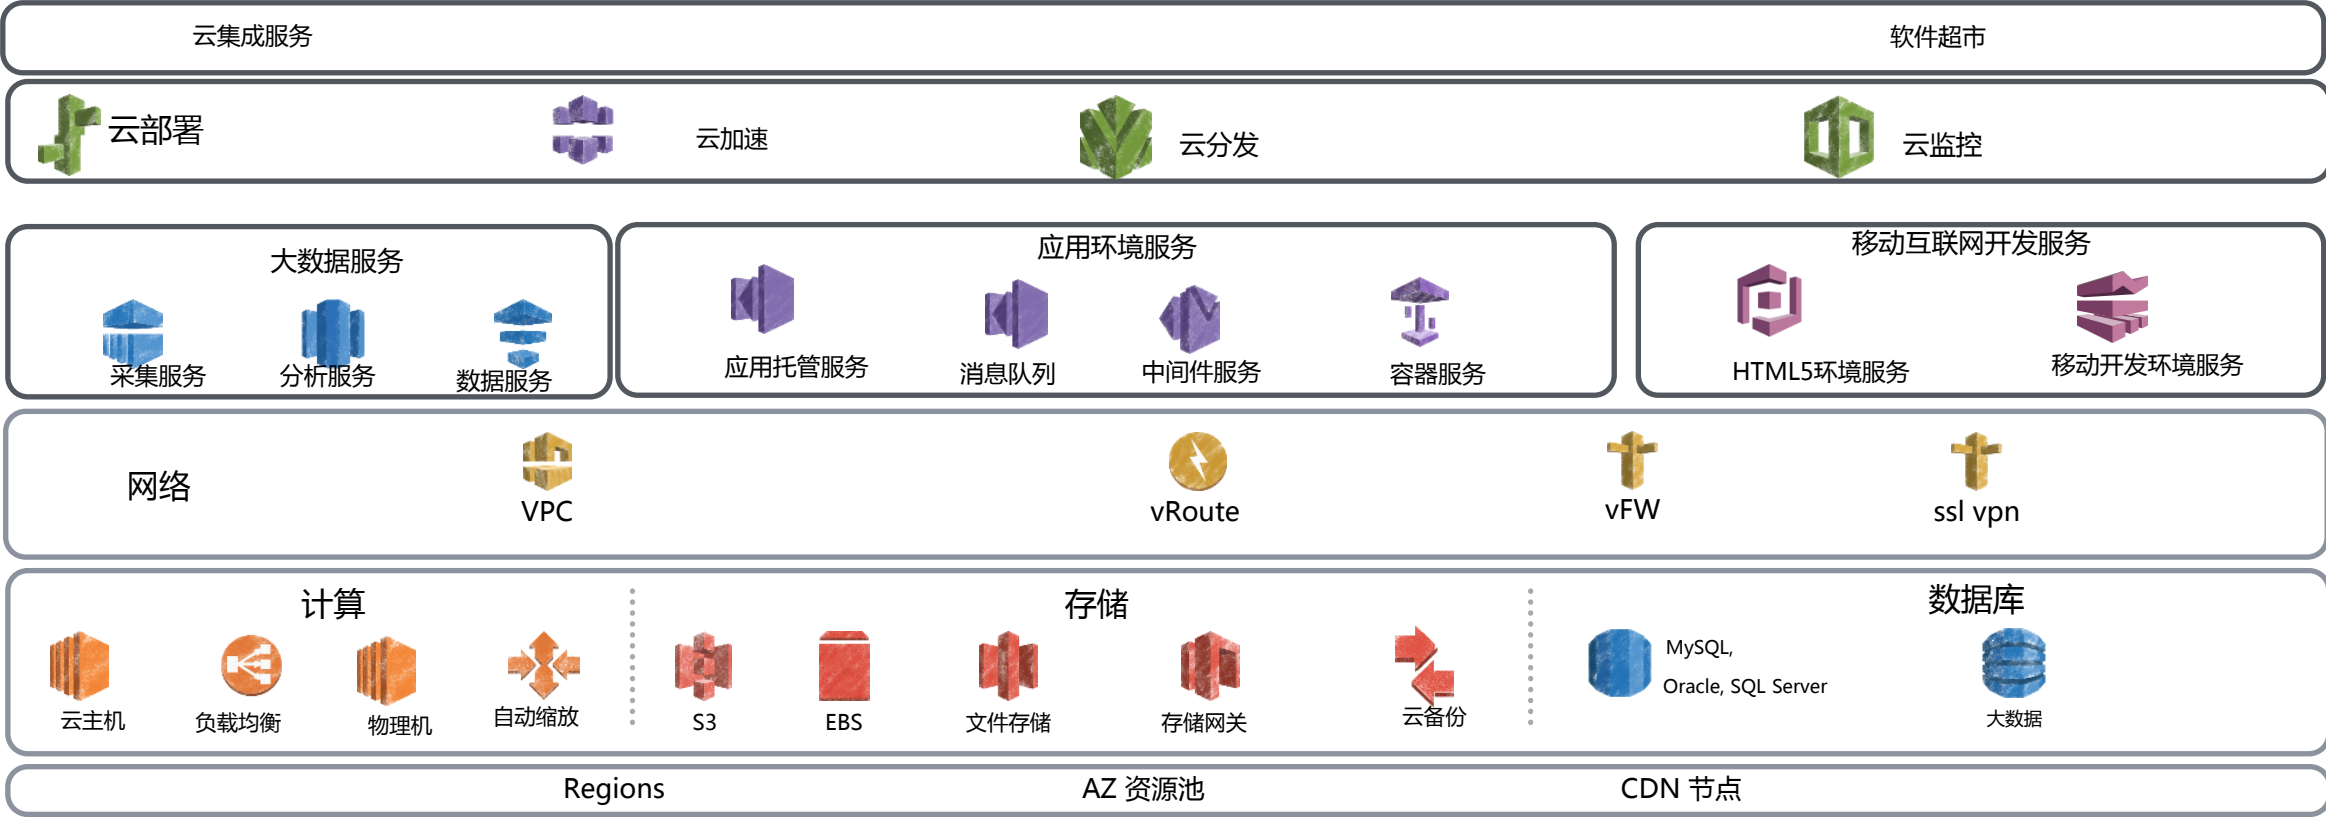 云集成服务
软件超市
云部署
云加速
云分发
云监控
大数据服务
采集服务
分析服务
数据服务
应用环境服务
应用托管服务
消息队列
中间件服务
容器服务
移动互联网开发服务
HTML5环境服务
移动开发环境服务
网络
VPC
vRoute
vFW
ssl vpn
计算
云主机
负载均衡
物理机
自动缩放
存储
S3
EBS
文件存储
存储网关
云备份
数据库
MySQL,
Oracle, SQL Server
大数据
Regions
AZ 资源池
CDN 节点